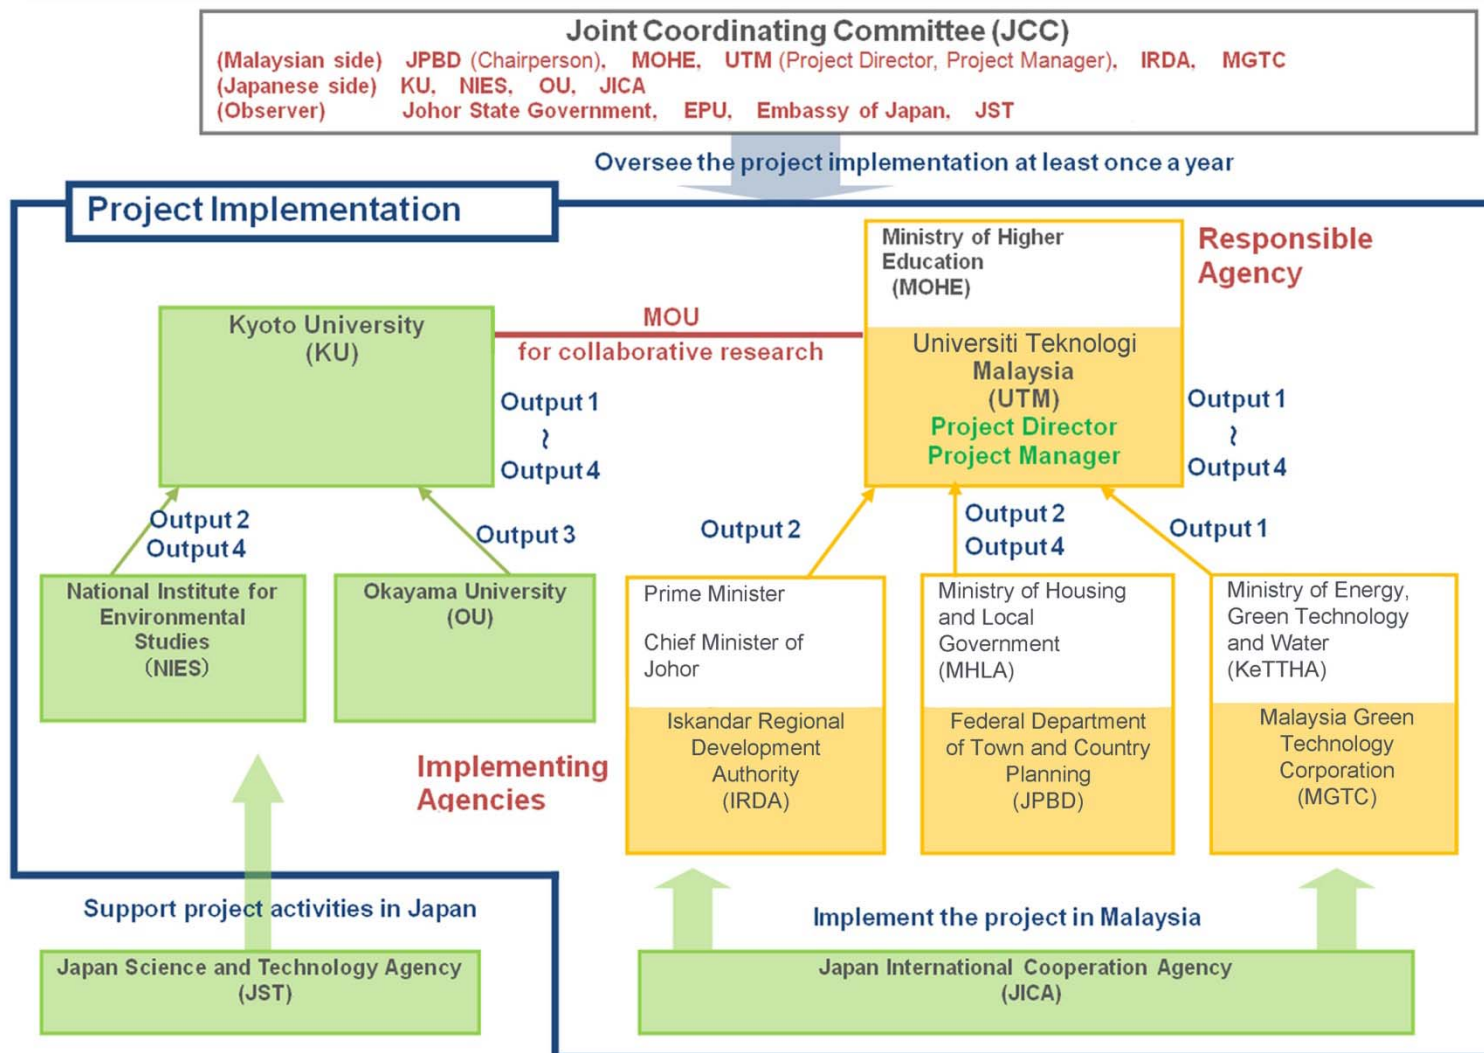 Joint Coordinating Committee (JCC)
(Malaysian side) JPBD (Chairperson), MOHE, UTM (Project Director, Project Manager), IRDA, MGTC
(Japanese side) KU, NIES, OU, JICA
(Observer) Johor State Government, EPU, Embassy of Japan, JST
Oversee the project implementation at least once a year
Project Implementation
Ministry of Higher
Education
(MOHE)
Responsible
Agency
Kyoto University
(KU)
MOU
for collaborative research
Universiti Teknologi
Malaysia
(UTM)
Project Director
Project Manager
Output 1
~
Output 4
Output 1
~
Output 4
Output 2
Output 4
Output 3
Output 2
Output 2
Output 4
Output 1
National Institute for
Environmental
Studies
(NIES)
Okayama University
(OU)
Prime Minister
Chief Minister of
Johor
Ministry of Housing
and Local
Government
(MHLA)
Ministry of Energy,
Green Technology
and Water
(KeTTHA)
Implementing
Agencies
Iskandar Regional
Development
Authority
(IRDA)
Federal Department
of Town and Country
Planning
(JPBD)
Malaysia Green
Technology
Corporation
(MGTC)
Support project activities in Japan
Implement the project in Malaysia
Japan Science and Technology Agency
(JST)
Japan International Cooperation Agency
(JICA)